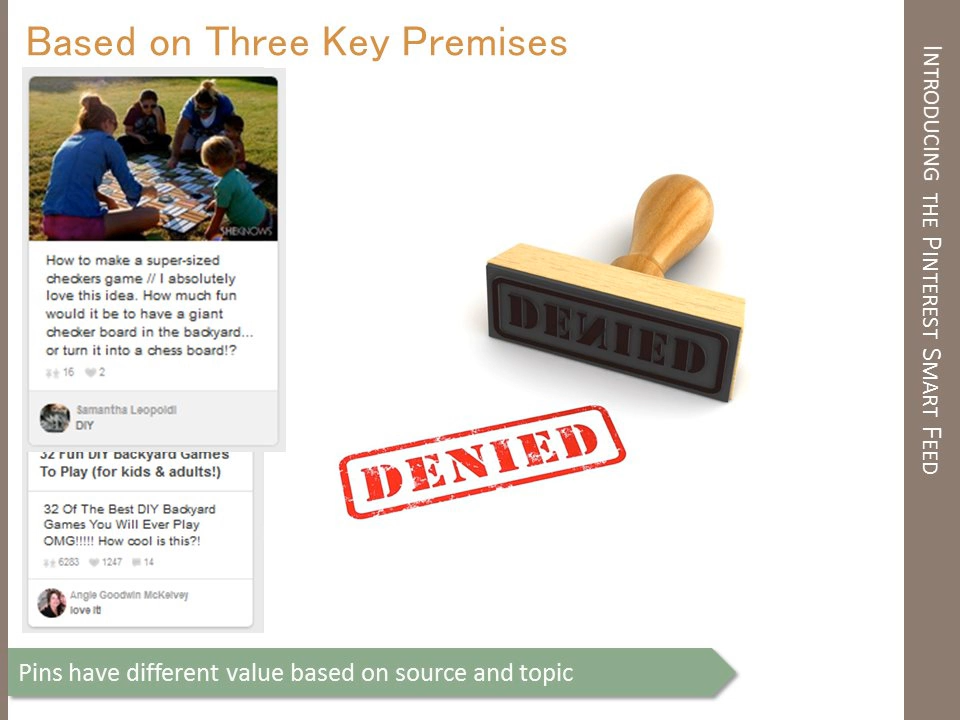 Based on Three Key Premises
SHEKNOWS
How to make a super-sized
checkers game // I absolutely
love this idea. How much fun
would it be to have a giant
checker board in the backyard...
or turn it into a chess board!?
16 2
Samantha Leopoldi
DIY
32 Fun DIY Backyard Games
To Play (for kids & adults!)
32 Of The Best DIY Backyard
Games You Will Ever Play
OMG!!!!! How cool is this?!
6283 1247 14
Angie Goodwin McKelvey
love it!
DENIED
DENIED
Pins have different value based on source and topic
Introducing the Pinterest Smart Feed